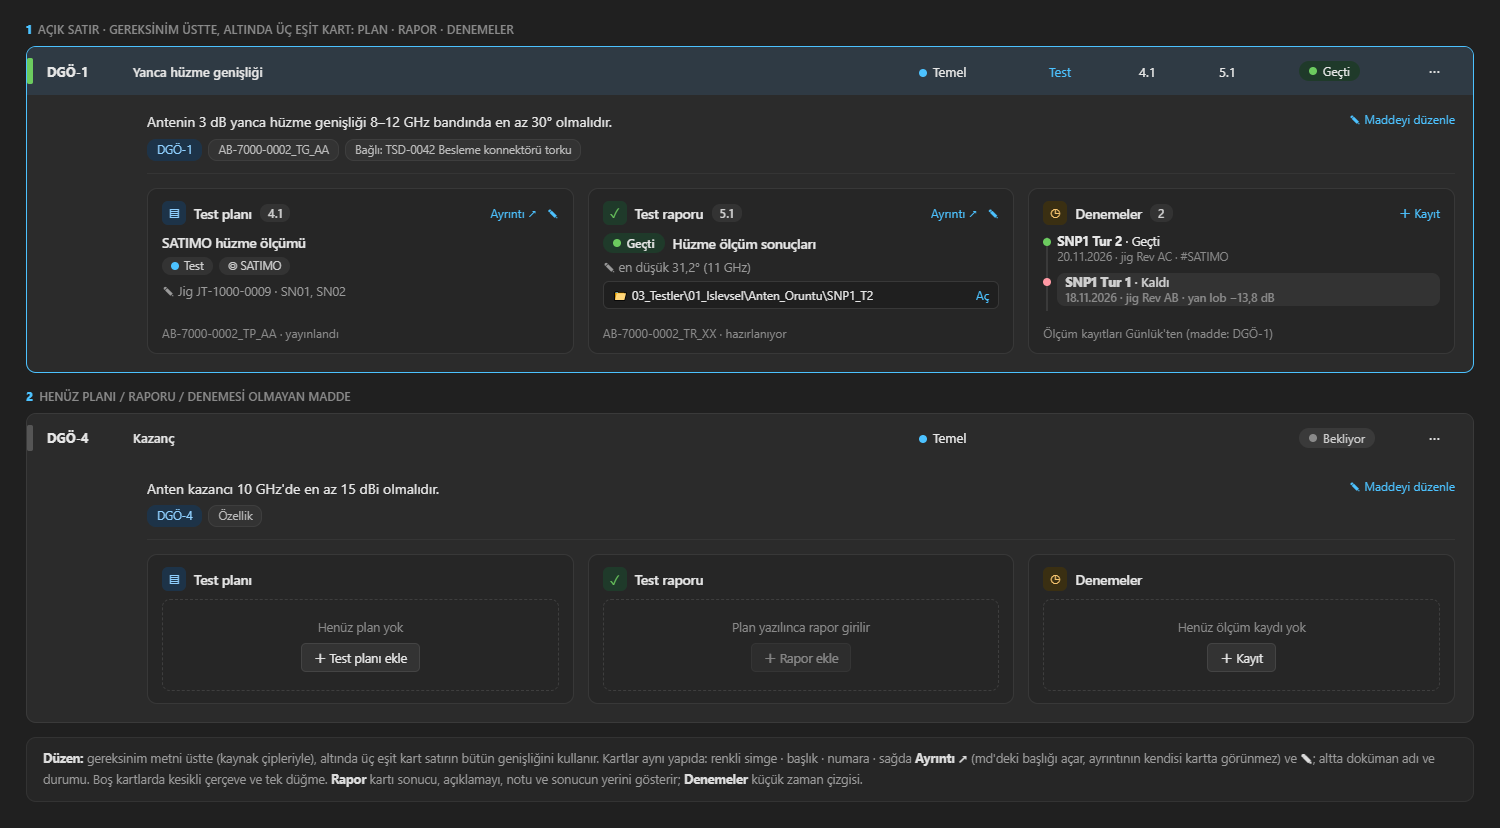 1 AÇIK SATIR · GEREKSİNİM ÜSTTE, ALTINDA ÜÇ EŞİT KART: PLAN · RAPOR · DENEMELER
DGÖ-1 Yanca hüzme genişliği Temel Test 4.1 5.1 Geçti ···
Antenin 3 dB yanca hüzme genişliği 8–12 GHz bandında en az 30° olmalıdır. Maddeyi düzenle
DGÖ-1 AB-7000-0002_TG_AA Bağlı: TSD-0042 Besleme konnektörü torku
Test planı 4.1 Ayrıntı ↗
SATIMO hüzme ölçümü
Test ◎ SATIMO
Jig JT-1000-0009 · SN01, SN02
AB-7000-0002_TP_AA · yayınlandı
Test raporu 5.1 Ayrıntı ↗
Geçti Hüzme ölçüm sonuçları
en düşük 31,2° (11 GHz)
03_Testler\01_Islevsel\Anten_Oruntu\SNP1_T2 Aç
AB-7000-0002_TR_XX · hazırlanıyor
Denemeler 2 + Kayıt
SNP1 Tur 2 · Geçti
20.11.2026 · jig Rev AC · #SATIMO
SNP1 Tur 1 · Kaldı
18.11.2026 · jig Rev AB · yan lob −13,8 dB
Ölçüm kayıtları Günlük'ten (madde: DGÖ-1)
2 HENÜZ PLANI / RAPORU / DENEMESİ OLMAYAN MADDE
DGÖ-4 Kazanç Temel Bekliyor ···
Anten kazancı 10 GHz'de en az 15 dBi olmalıdır. Maddeyi düzenle
DGÖ-4 Özellik
Test planı
Henüz plan yok
+ Test planı ekle
Test raporu
Plan yazılınca rapor girilir
+ Rapor ekle
Denemeler
Henüz ölçüm kaydı yok
+ Kayıt
Düzen: gereksinim metni üstte (kaynak çipleriyle), altında üç eşit kart satırın bütün genişliğini kullanır. Kartlar aynı yapıda: renkli simge · başlık · numara · sağda Ayrıntı ↗ (md'deki başlığı açar, ayrıntının kendisi kartta görünmez) ve ✎; altta doküman adı ve
durumu. Boş kartlarda kesikli çerçeve ve tek düğme. Rapor kartı sonucu, açıklamayı, notu ve sonucun yerini gösterir; Denemeler küçük zaman çizgisi.